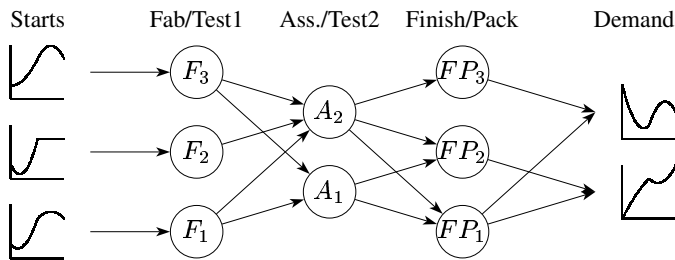 Starts Fab/Test1 Ass./Test2 Finish/Pack Demand
F3 FP3
A2
F2 FP2
A1
F1 FP1